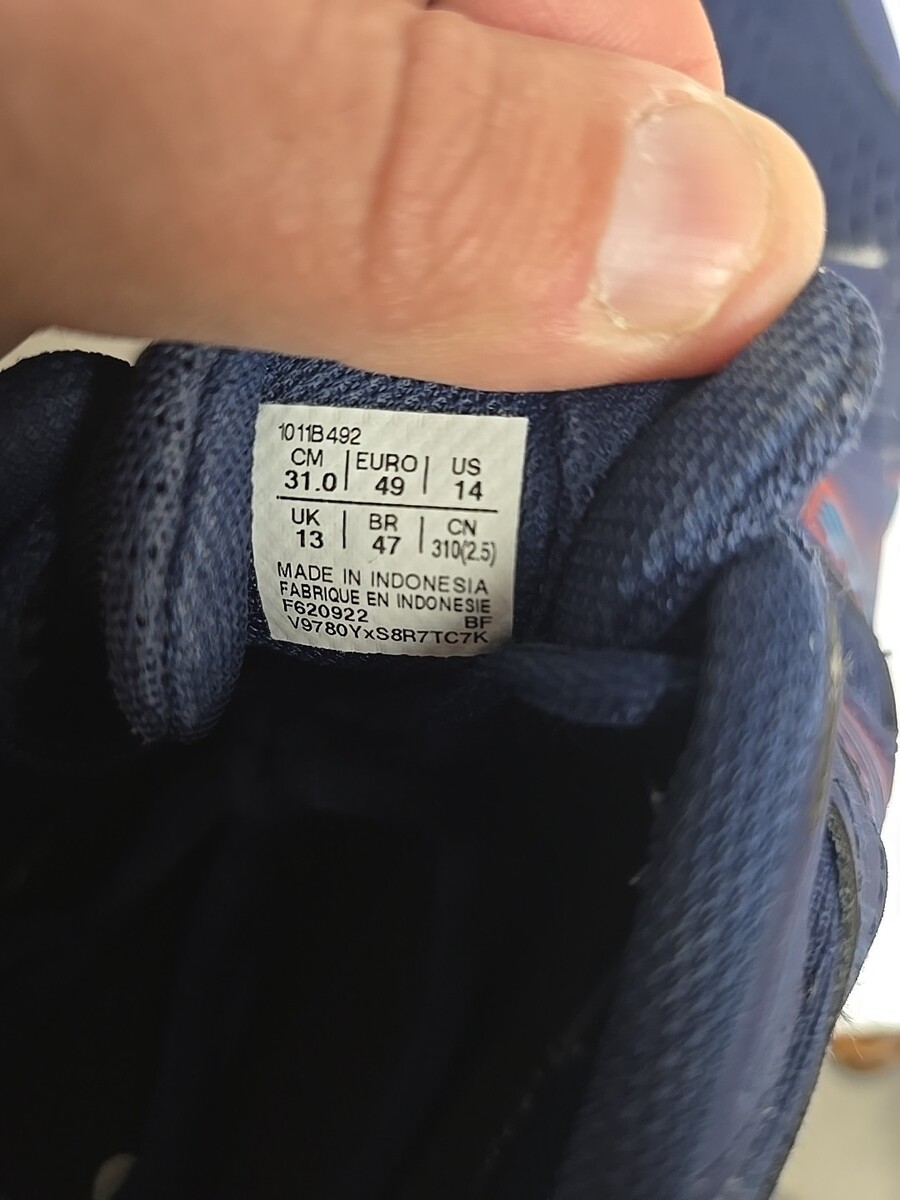 1011B492
CM EURO US
31.0 49 14
UK BR CN
13 47 310(2.5)
MADE IN INDONESIA
FABRIQUE EN INDONESIE
F620922 BF
V9780YxS8R7TC7K